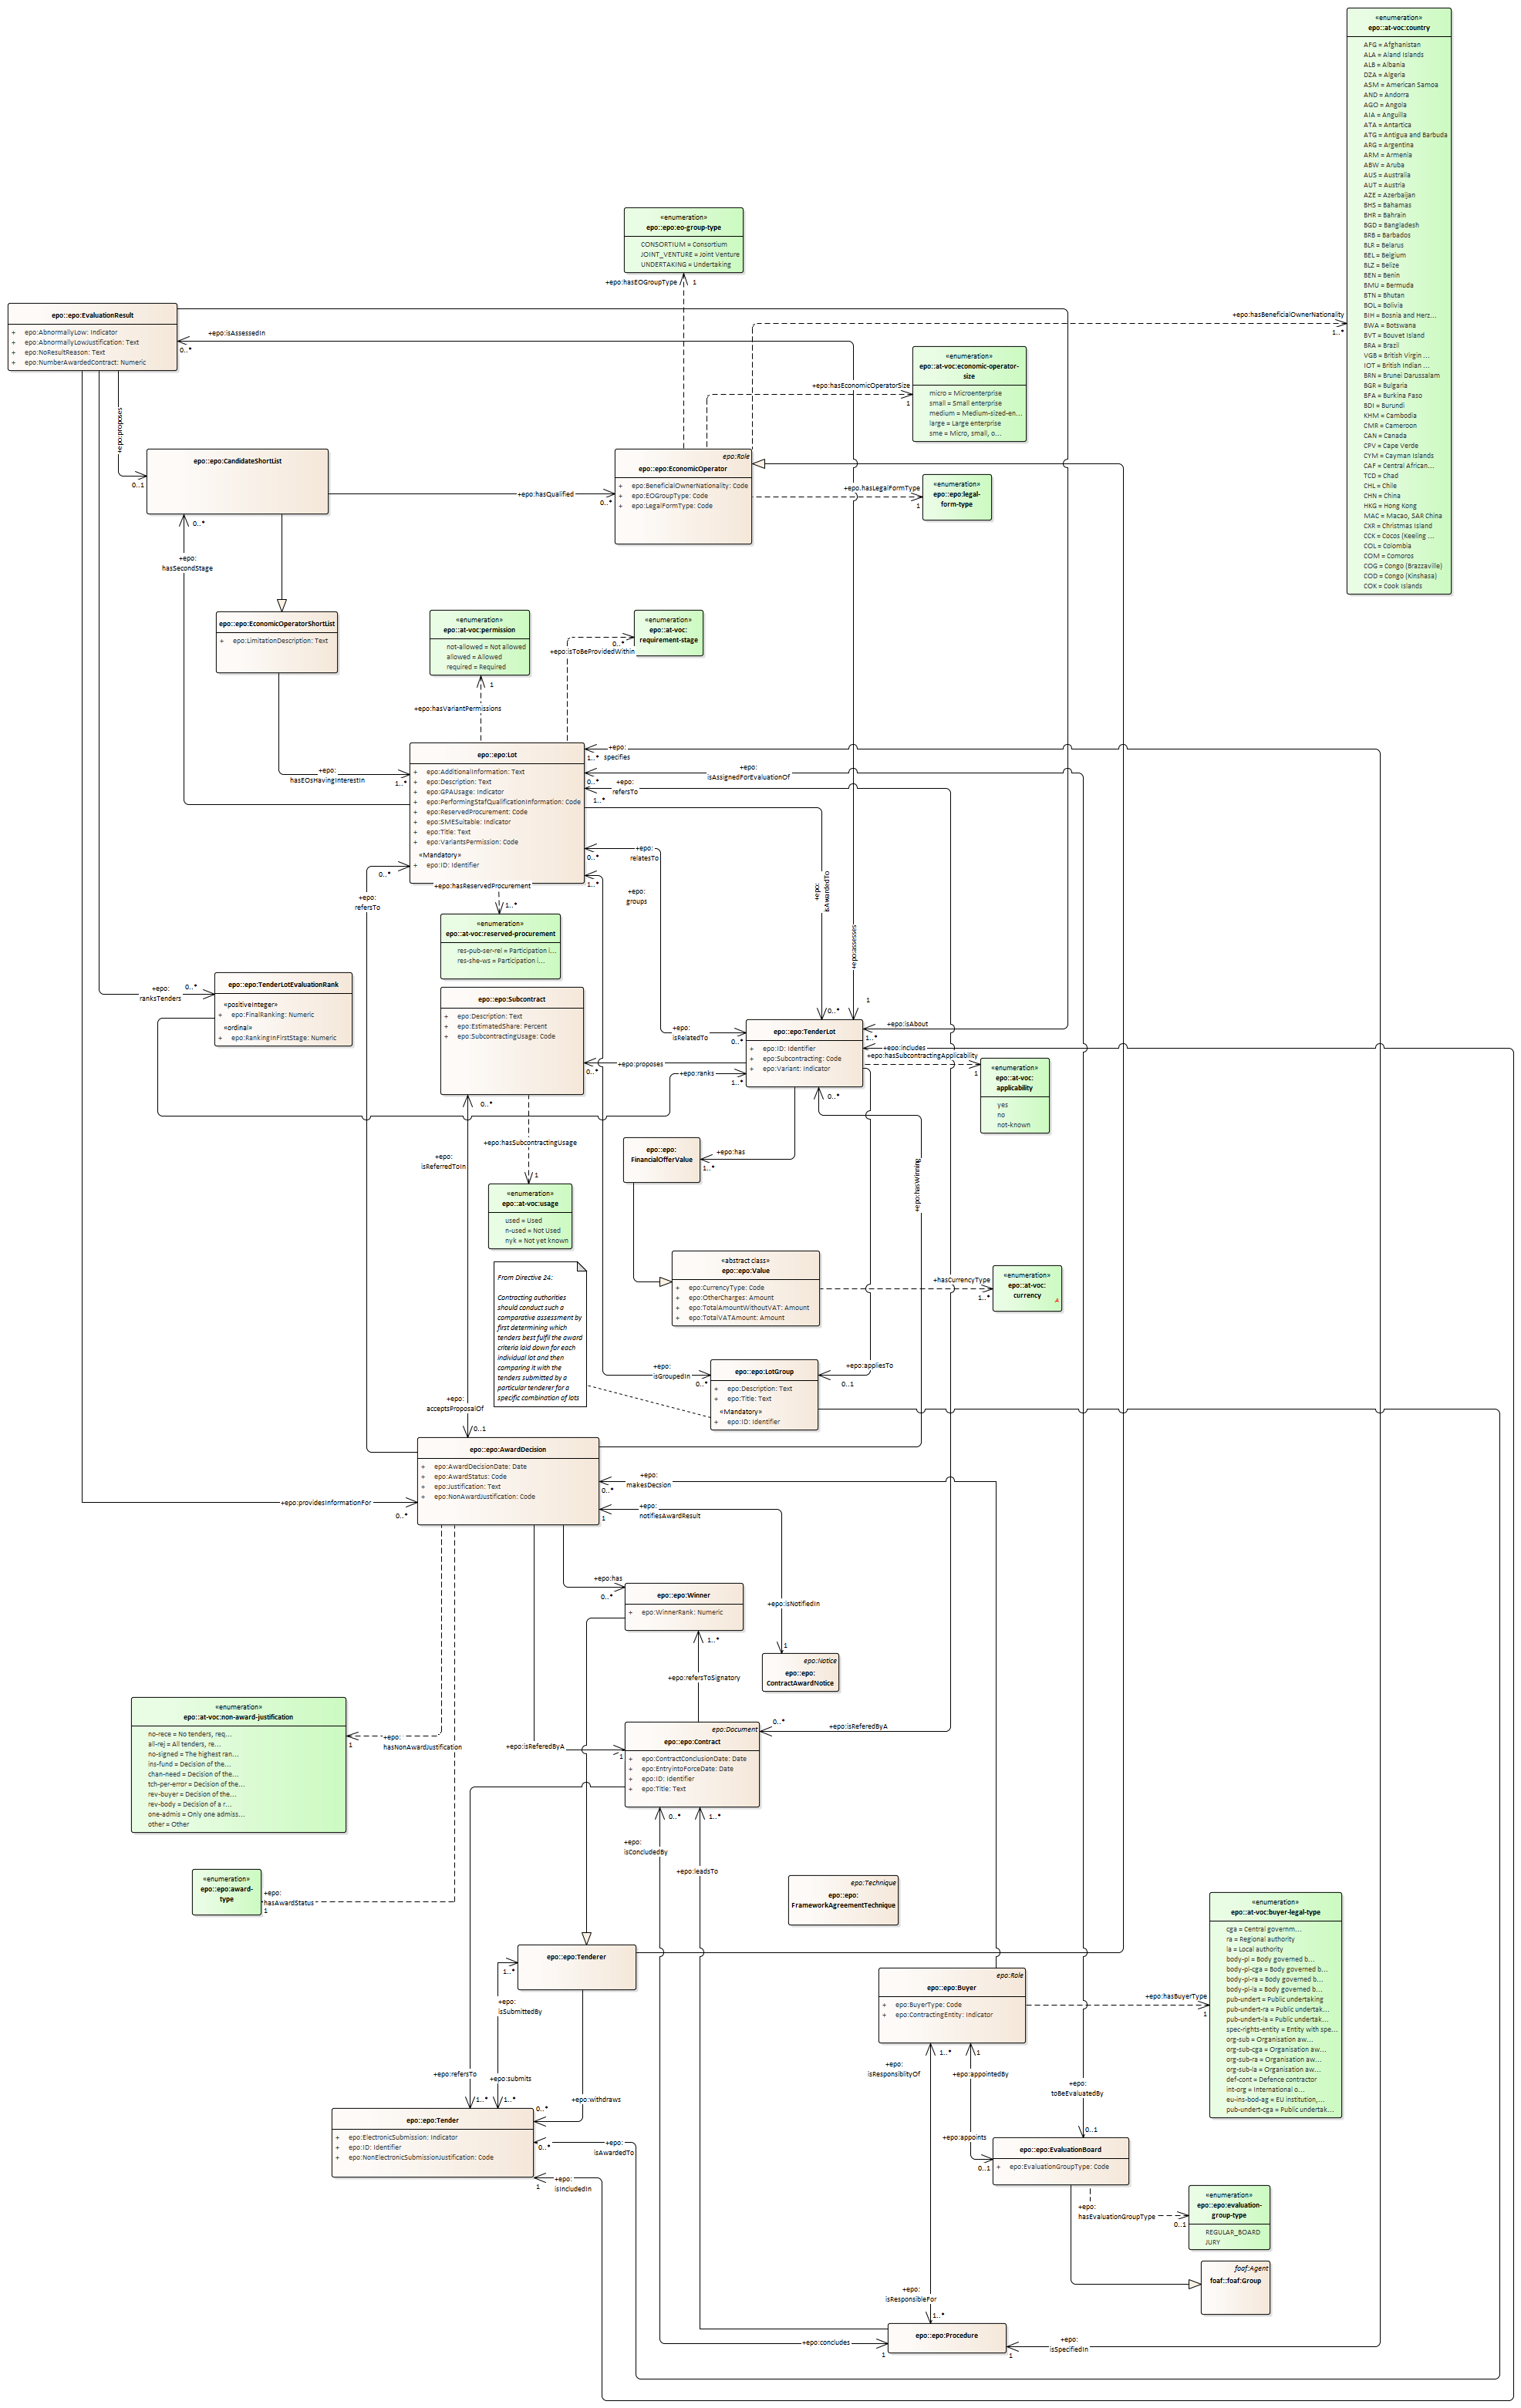 «enumeration»
epo::at-voc:country
AFG = Afghanistan
ALA = Aland Islands
ALB = Albania
DZA = Algeria
ASM = American Samoa
AND = Andorra
AGO = Angola
AIA = Anguilla
ATA = Antartica
ATG = Antigua and Barbuda
ARG = Argentina
ARM = Armenia
ABW = Aruba
AUS = Australia
AUT = Austria
AZE = Azerbaijan
BHS = Bahamas
BHR = Bahrain
BGD = Bangladesh
BRB = Barbados
BLR = Belarus
BEL = Belgium
BLZ = Belize
BEN = Benin
BMU = Bermuda
BTN = Bhutan
BOL = Bolivia
BIH = Bosnia and Herz...
BWA = Botswana
BVT = Bouvet Island
BRA = Brazil
VGB = British Virgin ...
IOT = British Indian ...
BRN = Brunei Darussalam
BGR = Bulgaria
BFA = Burkina Faso
BDI = Burundi
KHM = Cambodia
CMR = Cameroon
CAN = Canada
CPV = Cape Verde
CYM = Cayman Islands
CAF = Central African...
TCD = Chad
CHL = Chile
CHN = China
HKG = Hong Kong
MAC = Macao, SAR China
CXR = Christmas Island
CCK = Cocos (Keeling ...
COL = Colombia
COM = Comoros
COG = Congo (Brazzaville)
COD = Congo (Kinshasa)
COK = Cook Islands
«enumeration»
epo::epo:eo-group-type
CONSORTIUM = Consortium
JOINT_VENTURE = Joint Venture
UNDERTAKING = Undertaking
+epo:hasEOGroupType 1
epo::epo:EvaluationResult
+ epo:AbnormallyLow: Indicator
+ epo:AbnormallyLowJustification: Text
+ epo:NoResultReason: Text
+ epo:NumberAwardedContract: Numeric
+epo:isAssessedIn
0..*
+epo:hasBeneficialOwnerNationality
1..*
«enumeration»
epo::at-voc:economic-operator-
size
micro = Microenterprise
small = Small enterprise
medium = Medium-sized-en...
large = Large enterprise
sme = Micro, small, o...
+epo:hasEconomicOperatorSize
1
+epo:proposes
0..1
epo::epo:CandidateShortList
+epo:hasQualified
0..*
epo:Role
epo::epo:EconomicOperator
+ epo:BeneficialOwnerNationality: Code
+ epo:EOGroupType: Code
+ epo:LegalFormType: Code
+epo:hasLegalFormType
1
«enumeration»
epo::epo:legal-
form-type
0..*
+epo:
hasSecondStage
epo::epo:EconomicOperatorShortList
+ epo:LimitationDescription: Text
«enumeration»
epo::at-voc:permission
not-allowed = Not allowed
allowed = Allowed
required = Required
1
+epo:hasVariantPermissions
«enumeration»
epo::at-voc:
requirement-stage
0..*
+epo:isToBeProvidedWithin
+epo:
hasEOsHavingInterestIn
1..*
epo::epo:Lot
+ epo:AdditionalInformation: Text
+ epo:Description: Text
+ epo:GPAUsage: Indicator
+ epo:PerformingStafQualificationInformation: Code
+ epo:ReservedProcurement: Code
+ epo:SMESuitable: Indicator
+ epo:Title: Text
+ epo:VariantsPermission: Code
«Mandatory»
+ epo:ID: Identifier
+epo:
specifies
1..*
+epo:
isAssignedForEvaluationOf
0..*
+epo:
refersTo
1..*
+epo:
relatesTo
0..*
+epo:
groups
1..*
+epo:
isAwardedTo
0..*
+epo:assesses
1
0..*
+epo:
refersTo
+epo:hasReservedProcurement
1..*
«enumeration»
epo::at-voc:reserved-procurement
res-pub-ser-rel = Participation i...
res-she-ws = Participation i...
+epo:
ranksTenders
0..*
epo::epo:TenderLotEvaluationRank
«positiveInteger»
+ epo:FinalRanking: Numeric
«ordinal»
+ epo:RankingInFirstStage: Numeric
epo::epo:Subcontract
+ epo:Description: Text
+ epo:EstimatedShare: Percent
+ epo:SubcontractingUsage: Code
+epo:
isRelatedTo
0..*
+epo:proposes
0..*
+epo:ranks
1..*
epo::epo:TenderLot
+ epo:ID: Identifier
+ epo:Subcontracting: Code
+ epo:Variant: Indicator
+epo:isAbout
1..*
+epo:includes
+epo:hasSubcontractingApplicability
1
«enumeration»
epo::at-voc:
applicability
yes
no
not-known
0..*
0..*
+epo:hasSubcontractingUsage
1
+epo:
isReferredToIn
«enumeration»
epo::at-voc:usage
used = Used
n-used = Not Used
nyk = Not yet known
epo::epo:
FinancialOfferValue
+epo:has
1..*
+epo:hasWinning
From Directive 24:
Contracting authorities
should conduct such a
comparative assessment by
first determining which
tenders best fulfil the award
criteria laid down for each
individual lot and then
comparing it with the
tenders submitted by a
particular tenderer for a
specific combination of lots
«abstract class»
epo::epo:Value
+ epo:CurrencyType: Code
+ epo:OtherCharges: Amount
+ epo:TotalAmountWithoutVAT: Amount
+ epo:TotalVATAmount: Amount
+epo:hasCurrencyType
1..*
«enumeration»
epo::at-voc:
currency
+epo:
isGroupedIn
0..*
epo::epo:LotGroup
+ epo:Description: Text
+ epo:Title: Text
«Mandatory»
+ epo:ID: Identifier
+epo:appliesTo
0..1
+epo:
acceptsProposalOf
0..1
epo::epo:AwardDecision
+ epo:AwardDecisionDate: Date
+ epo:AwardStatus: Code
+ epo:Justification: Text
+ epo:NonAwardJustification: Code
+epo:providesInformationFor
0..*
+epo:
makesDecsion
0..*
+epo:
notifiesAwardResult
1
+epo:has
0..*
epo::epo:Winner
+ epo:WinnerRank: Numeric
+epo:isNotifiedIn
1
epo:Notice
epo::epo:
ContractAwardNotice
1..*
+epo:refersToSignatory
«enumeration»
epo::at-voc:non-award-justification
no-rece = No tenders, req...
all-rej = All tenders, re...
no-signed = The highest ran...
ins-fund = Decision of the...
chan-need = Decision of the...
tch-per-error = Decision of the...
rev-buyer = Decision of the...
rev-body = Decision of a r...
one-admis = Only one admiss...
other = Other
1
+epo:
hasNonAwardJustification
+epo:isReferedByA
1
epo:Document
epo::epo:Contract
+ epo:ContractConclusionDate: Date
+ epo:EntryintoForceDate: Date
+ epo:ID: Identifier
+ epo:Title: Text
0..*
+epo:isReferedByA
0..*
1..*
+epo:
isConcludedBy
+epo:leadsTo
«enumeration»
epo::epo:award-
type
+epo:
hasAwardStatus
1
epo:Technique
epo::epo:
FrameworkAgreementTechnique
epo::epo:Tenderer
1..*
+epo:
isSubmittedBy
epo:Role
epo::epo:Buyer
+ epo:BuyerType: Code
+ epo:ContractingEntity: Indicator
+epo:hasBuyerType
1
«enumeration»
epo::at-voc:buyer-legal-type
cga = Central governm...
ra = Regional authority
la = Local authority
body-pl = Body governed b...
body-pl-cga = Body governed b...
body-pl-ra = Body governed b...
body-pl-la = Body governed b...
pub-undert = Public undertaking
pub-undert-ra = Public undertak...
pub-undert-la = Public undertak...
spec-rights-entity = Entity with spe...
org-sub = Organisation aw...
org-sub-cga = Organisation aw...
org-sub-ra = Organisation aw...
org-sub-la = Organisation aw...
def-cont = Defence contractor
int-org = International o...
eu-ins-bod-ag = EU institution,...
pub-undert-cga = Public undertak...
+epo:
isResponsiblityOf
1..*
1
+epo:appointedBy
+epo:refersTo
1..*
+epo:submits
1..*
+epo:withdraws
0..*
+epo:
toBeEvaluatedBy
0..1
epo::epo:Tender
+ epo:ElectronicSubmission: Indicator
+ epo:ID: Identifier
+ epo:NonElectronicSubmissionJustification: Code
+epo:
isAwardedTo
0..*
+epo:
isIncludedIn
1
+epo:appoints
0..1
epo::epo:EvaluationBoard
+ epo:EvaluationGroupType: Code
+epo:
hasEvaluationGroupType
0..1
«enumeration»
epo::epo:evaluation-
group-type
REGULAR_BOARD
JURY
foaf:Agent
foaf::foaf:Group
+epo:
isResponsibleFor
1..*
epo::epo:Procedure
+epo:concludes
1
+epo:
isSpecifiedIn
1